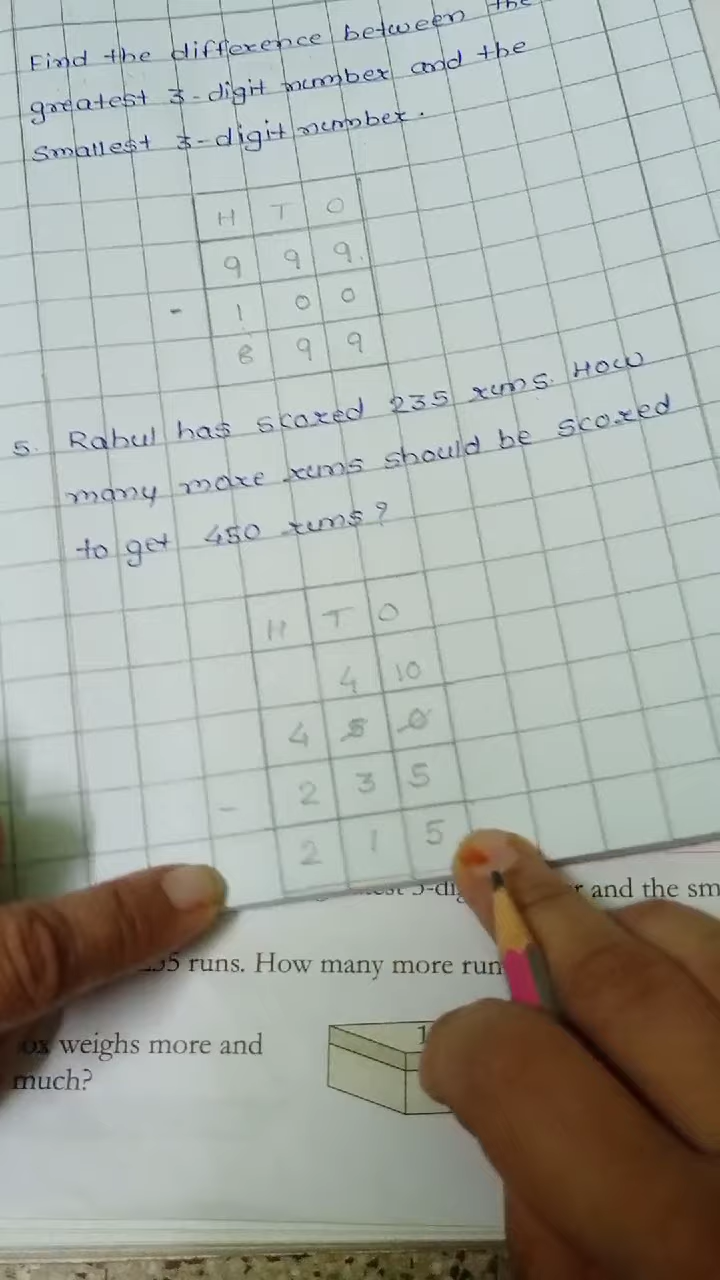 Find the difference between the
greatest 3-digit number and the
smallest 3-digit number.
H T O
9 9 9.
- 1 0 0
8 9 9
5. Rahul has scored 235 runs. How
many more runs should be scored
to get 450 runs?
H T O
4 10
4 5 0
- 2 3 5
2 1 5
and the
runs. How many more
weighs more and
much?
1